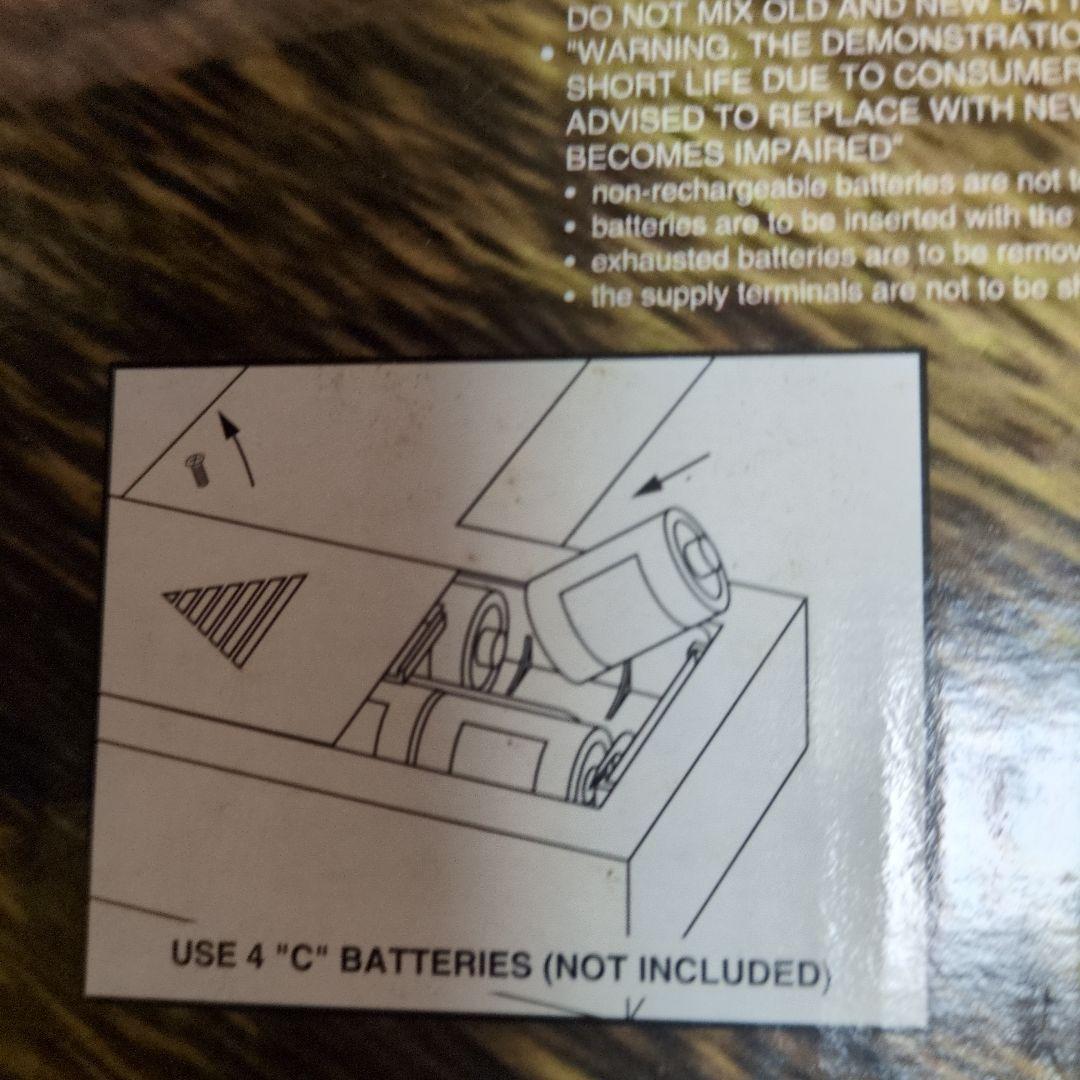 DO NOT MIX OLD AND NEW BATT
• "WARNING. THE DEMONSTRATIO
SHORT LIFE DUE TO CONSUMER
ADVISED TO REPLACE WITH NEW
BECOMES IMPAIRED"
• non-rechargeable batteries are not t
• batteries are to be inserted with the
• exhausted batteries are to be remov
• the supply terminals are not to be s
USE 4 "C" BATTERIES (NOT INCLUDED)